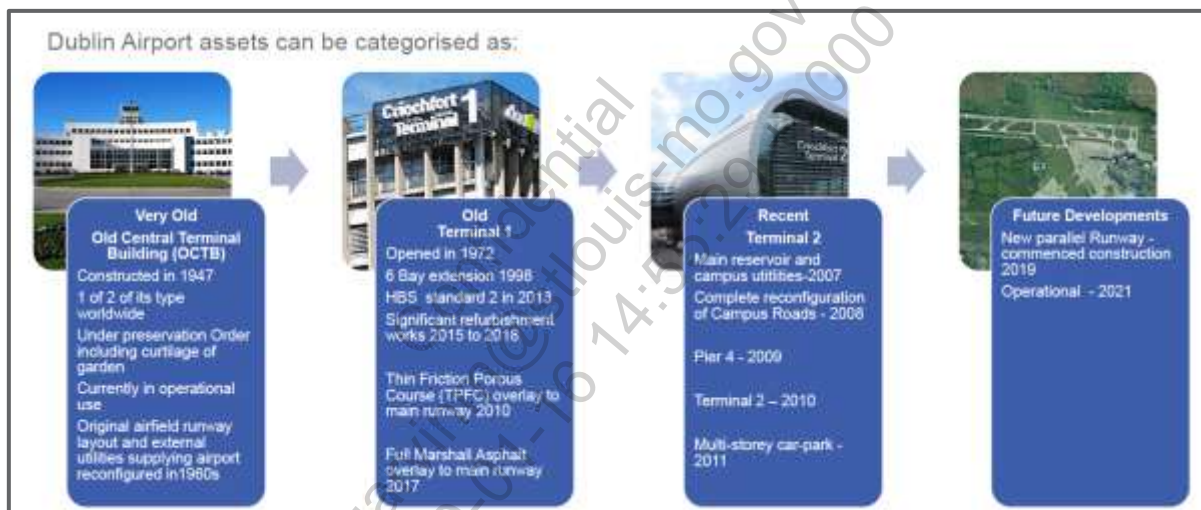 Dublin Airport assets can be categorised as:
Críochfort
Terminal 1
Críochfort
Terminal 2
Very Old
Old Central Terminal
Building (OCTB)
Constructed in 1947
1 of 2 of its type
worldwide
Under preservation Order
including curtilage of
garden
Currently in operational
use
Original airfield runway
layout and external
utilities supplying airport
reconfigured in1960s
Old
Terminal 1
Opened in 1972
6 Bay extension 1998
HBS standard 2 in 2013
Significant refurbishment
works 2015 to 2018
Thin Friction Porous
Course (TPFC) overlay to
main runway 2010
Full Marshall Asphalt
overlay to main runway
2017
Recent
Terminal 2
Main reservoir and
campus utitlities-2007
Complete reconfiguration
of Campus Roads - 2008
Pier 4 - 2009
Terminal 2 – 2010
Multi-storey car-park -
2011
Future Developments
New parallel Runway -
commenced construction
2019
Operational - 2021